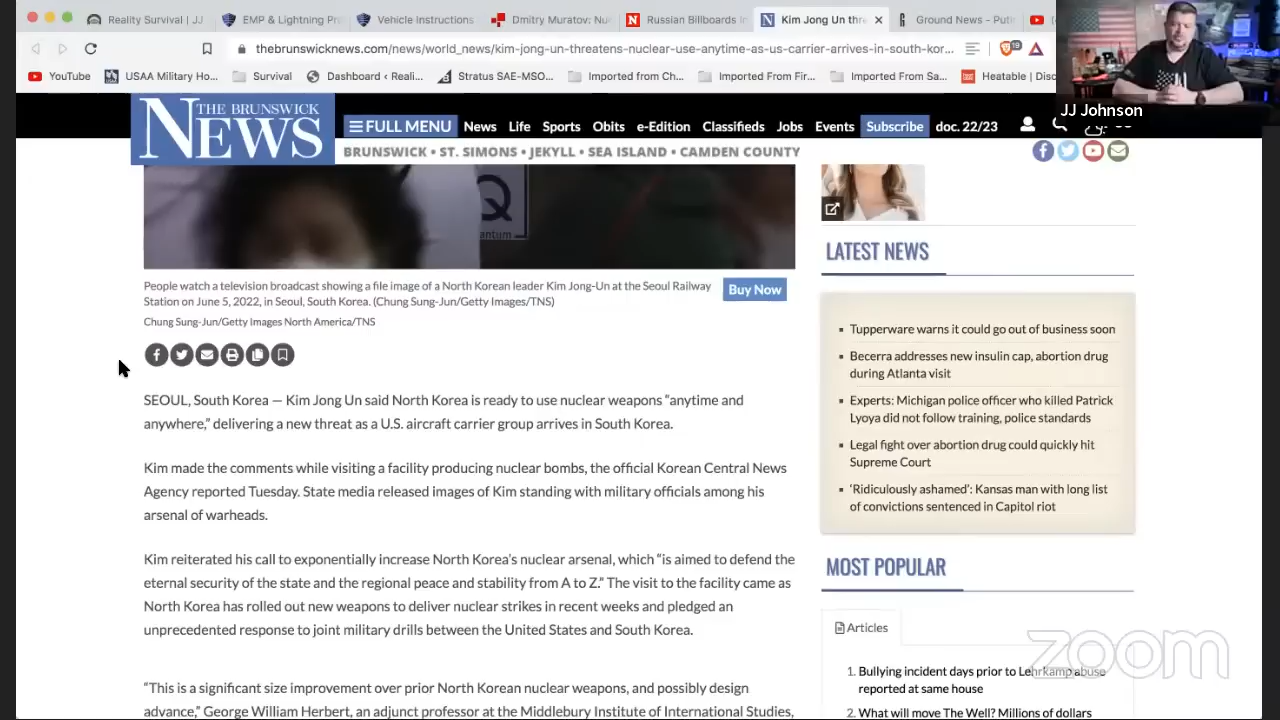 Reality Survival | JJ
EMP & Lightning Pr
Vehicle Instructions
Dmitry Muratov: Nu
Russian Billboards I
Kim Jong Un thr
Ground News - Put
thebrunswicknews.com/news/world_news/kim-jong-un-threatens-nuclear-use-anytime-as-us-carrier-arrives-in-south-kor...
19
YouTube
USAA Military Ho...
Survival
Dashboard ‹ Reali...
Stratus SAE-MSO...
Imported from Ch...
Imported From Fir...
Imported From Sa...
Heatable | Disc
JJ Johnson
THE BRUNSWICK
NEWS
FULL MENU
News
Life
Sports
Obits
e-Edition
Classifieds
Jobs
Events
Subscribe
doc. 22/23
BRUNSWICK • ST. SIMONS • JEKYLL • SEA ISLAND • CAMDEN COUNTY
Q
antum
People watch a television broadcast showing a file image of a North Korean leader Kim Jong-Un at the Seoul Railway
Station on June 5, 2022, in Seoul, South Korea. (Chung Sung-Jun/Getty Images/TNS)
Buy Now
Chung Sung-Jun/Getty Images North America/TNS
SEOUL, South Korea — Kim Jong Un said North Korea is ready to use nuclear weapons “anytime and
anywhere,” delivering a new threat as a U.S. aircraft carrier group arrives in South Korea.
Kim made the comments while visiting a facility producing nuclear bombs, the official Korean Central News
Agency reported Tuesday. State media released images of Kim standing with military officials among his
arsenal of warheads.
Kim reiterated his call to exponentially increase North Korea’s nuclear arsenal, which “is aimed to defend the
eternal security of the state and the regional peace and stability from A to Z.” The visit to the facility came as
North Korea has rolled out new weapons to deliver nuclear strikes in recent weeks and pledged an
unprecedented response to joint military drills between the United States and South Korea.
“This is a significant size improvement over prior North Korean nuclear weapons, and possibly design
advance,” George William Herbert, an adjunct professor at the Middlebury Institute of International Studies,
LATEST NEWS
Tupperware warns it could go out of business soon
Becerra addresses new insulin cap, abortion drug
during Atlanta visit
Experts: Michigan police officer who killed Patrick
Lyoya did not follow training, police standards
Legal fight over abortion drug could quickly hit
Supreme Court
‘Ridiculously ashamed’: Kansas man with long list
of convictions sentenced in Capitol riot
MOST POPULAR
Articles
1. Bullying incident days prior to Lehrkamp abuse
reported at same house
2. What will move The Well? Millions of dollars
zoom